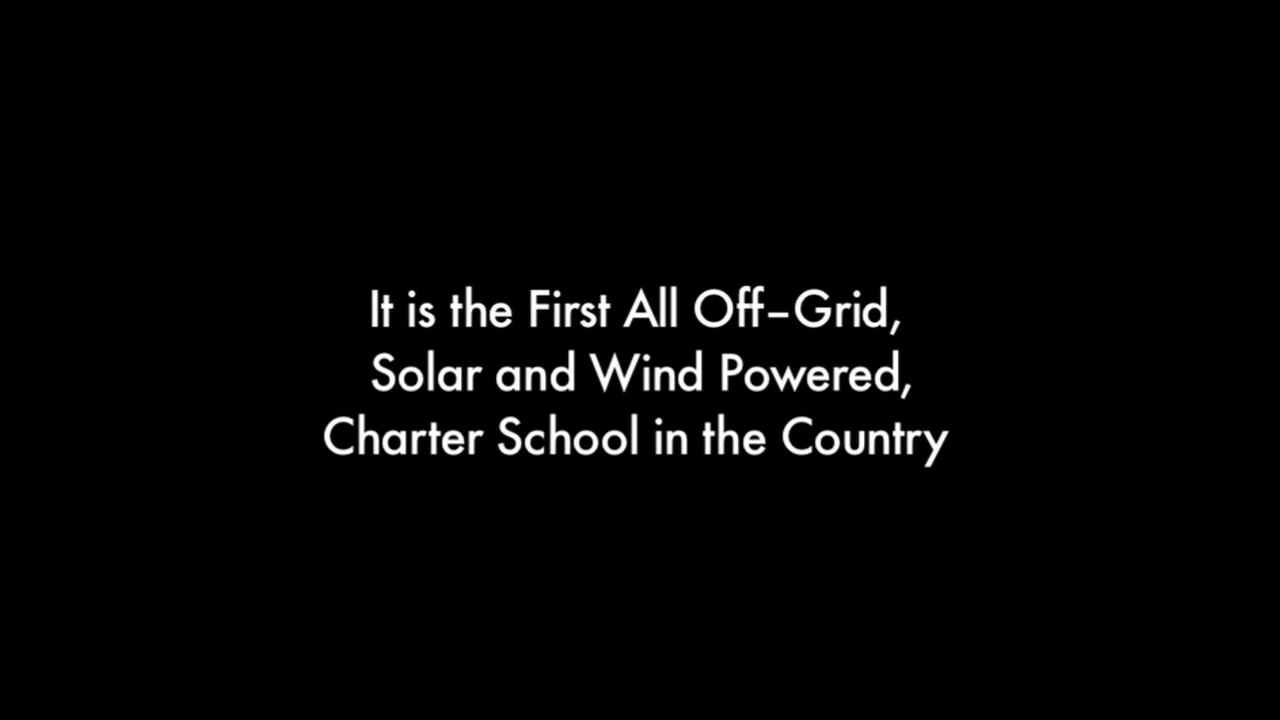 It is the First All Off-Grid,
Solar and Wind Powered,
Charter School in the Country